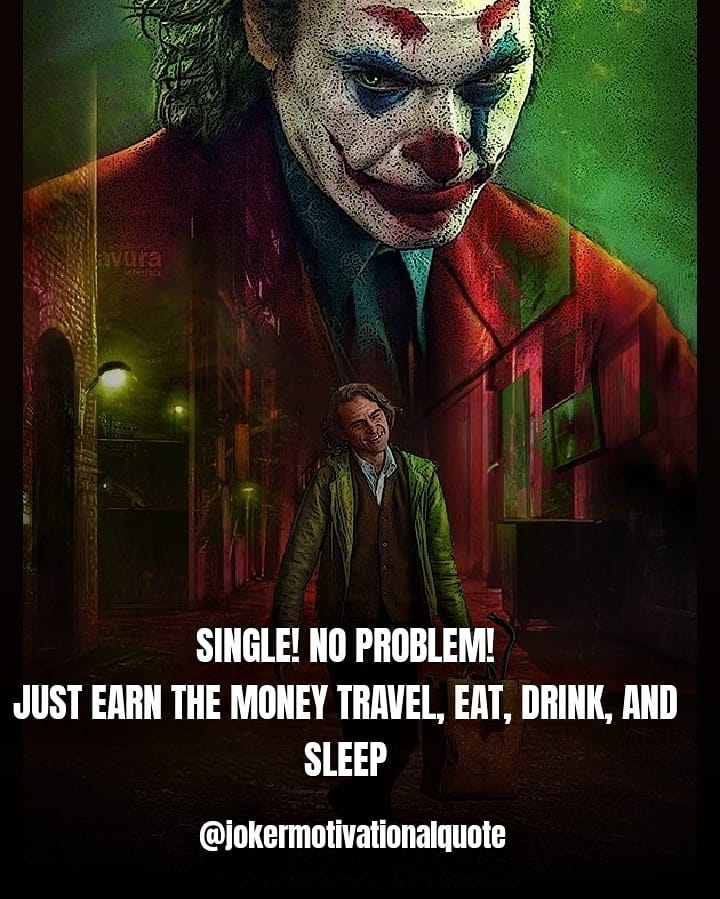 SINGLE! NO PROBLEM!
JUST EARN THE MONEY TRAVEL, EAT, DRINK, AND
SLEEP
@jokermotivationalquote